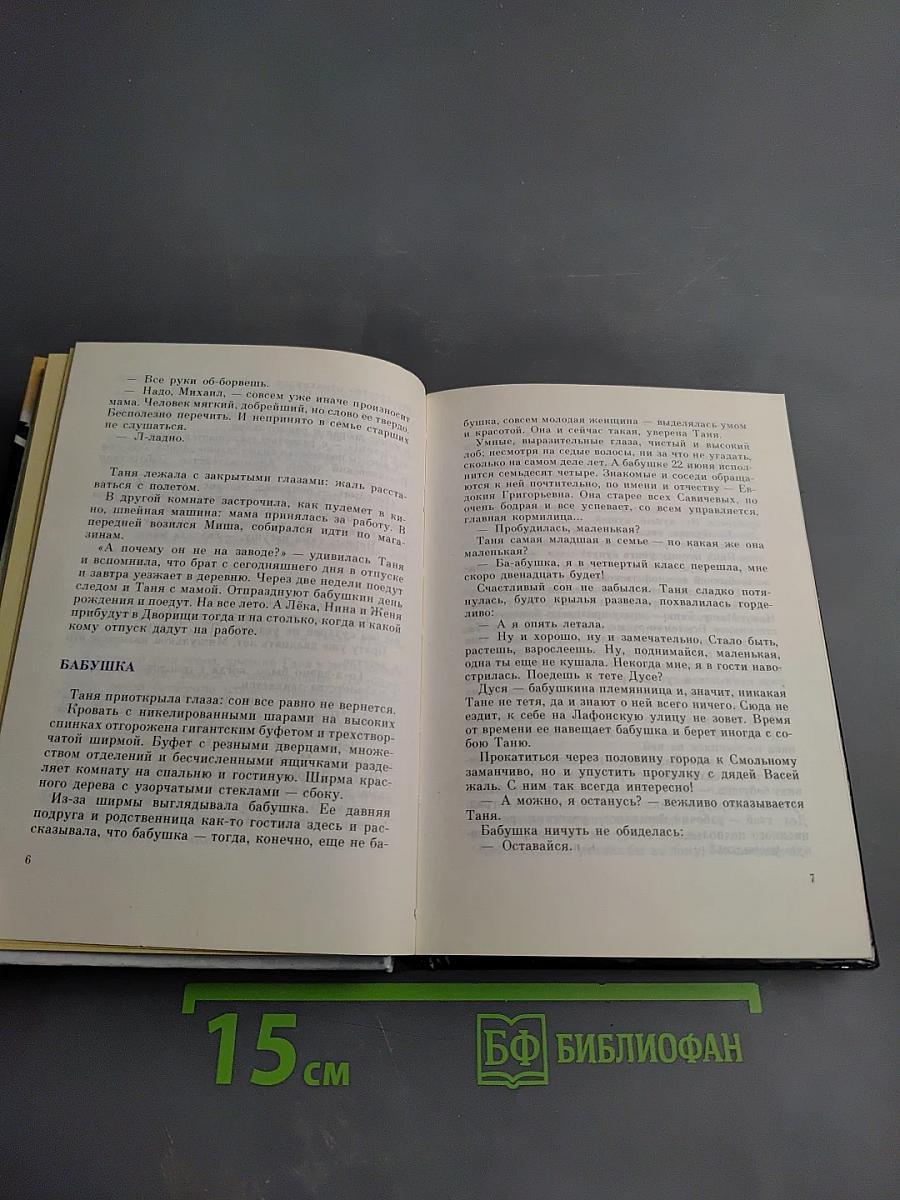 — Все руки об-борвешь.
— Надо, Михаил, — совсем уже иначе произносит
мама. Человек мягкий, добрейший, но слово ее твердо.
Бесполезно перечить. И непринято в семье старших
не слушаться.
— Л-ладно.
Таня лежала с закрытыми глазами: жаль расста-
ваться с полетом.
В другой комнате застрочила, как пулемет в ки-
но, швейная машина: мама принялась за работу. В
передней возился Миша, собирался идти по мага-
зинам.
«А почему он не на заводе?» — удивилась Таня
и вспомнила, что брат с сегодняшнего дня в отпуске
и завтра уезжает в деревню. Через две недели поедут
следом и Таня с мамой. Отпразднуют бабушкин день
рождения и поедут. На все лето. А Лёка, Нина и Женя
прибудут в Дворищи тогда и на столько, когда и какой
кому отпуск дадут на работе.
БАБУШКА
Таня приоткрыла глаза: сон все равно не вернется.
Кровать с никелированными шарами на высоких
спинках отгорожена гигантским буфетом и трехствор-
чатой ширмой. Буфет с резными дверцами, множе-
ством отделений и бесчисленными ящичками разде-
ляет комнату на спальню и гостиную. Ширма крас-
ного дерева с узорчатыми стеклами — сбоку.
Из-за ширмы выглядывала бабушка. Ее давняя
подруга и родственница как-то гостила здесь и рас-
сказывала, что бабушка — тогда, конечно, еще не ба-
6
бушка, совсем молодая женщина — выделялась умом
и красотой. Она и сейчас такая, уверена Таня.
Умные, выразительные глаза, чистый и высокий
лоб; несмотря на седые волосы, ни за что не угадать,
сколько на самом деле лет. А бабушке 22 июня испол-
нится семьдесят четыре. Знакомые и соседи обраща-
ются к ней почтительно, по имени и отчеству — Ев-
докия Григорьевна. Она старее всех Савичевых, но
очень бодрая и все успевает, со всем управляется,
главная кормилица...
— Пробудилась, маленькая?
Таня самая младшая в семье — но какая же она
маленькая?
— Ба-абушка, я в четвертый класс перешла, мне
скоро двенадцать будет!
Счастливый сон не забылся. Таня сладко потя-
нулась, будто крылья развела, похвалилась горде-
ливо:
— А я опять летала.
— Ну и хорошо, ну и замечательно. Стало быть,
растешь, взрослеешь. Ну, поднимайся, маленькая,
одна ты еще не кушала. Некогда мне, я в гости наво-
стрилась. Поедешь к тете Дусе?
Дуся — бабушкина племянница и, значит, никакая
Тане не тетя, да и знают о ней всего ничего. Сюда не
ездит, к себе на Лафонскую улицу не зовет. Время
от времени ее навещает бабушка и берет иногда с со-
бою Таню.
Прокатиться через половину города к Смольному
заманчиво, но и упустить прогулку с дядей Васей
жаль. С ним так всегда интересно!
— А можно, я останусь? — вежливо отказывается
Таня.
Бабушка ничуть не обиделась:
— Оставайся.
7
15 см
БФ БИБЛИОФАН